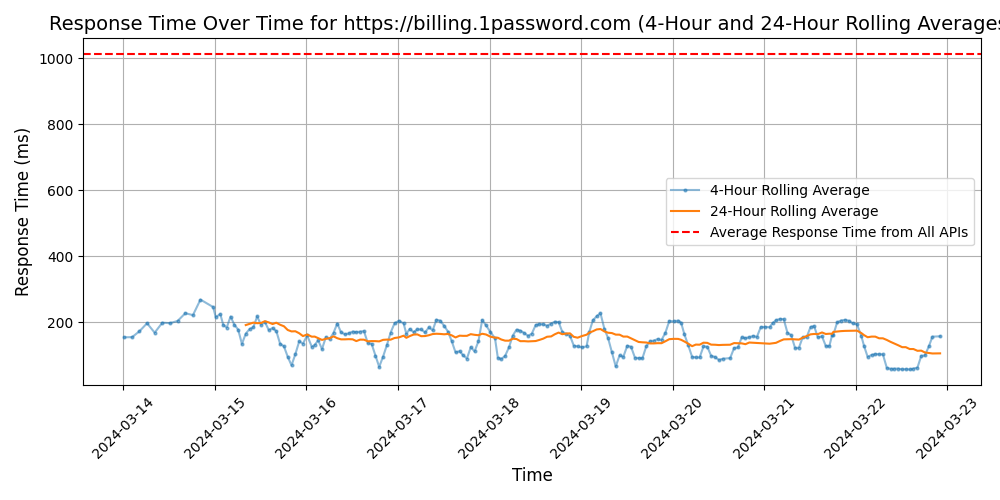 Response Time Over Time for https://billing.1password.com (4-Hour and 24-Hour Rolling Averages
Response Time (ms)
1000
800
600
400
200
4-Hour Rolling Average
24-Hour Rolling Average
Average Response Time from All APIs
2024-03-14
2024-03-15
2024-03-16
2024-03-17
2024-03-18
2024-03-19
2024-03-20
2024-03-21
2024-03-22
2024-03-23
Time